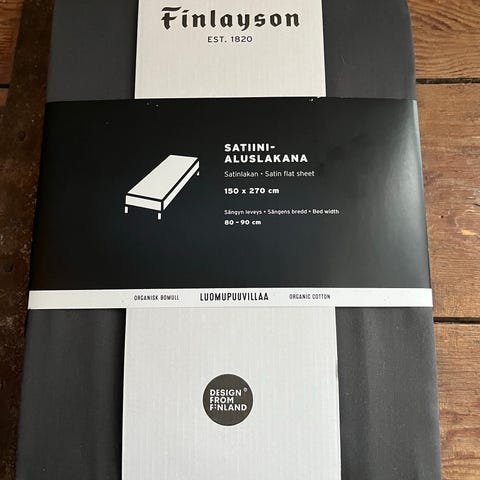 Finlayson
EST. 1820
SATIINI-
ALUSLAKANA
Satinlakan • Satin flat sheet
150 x 270 cm
Sängyn leveys • Sängens bredd • Bed width
80 – 90 cm
ORGANISK BOMULL LUOMUPUUVILLAA ORGANIC COTTON
DESIGN®
FROM
FINLAND